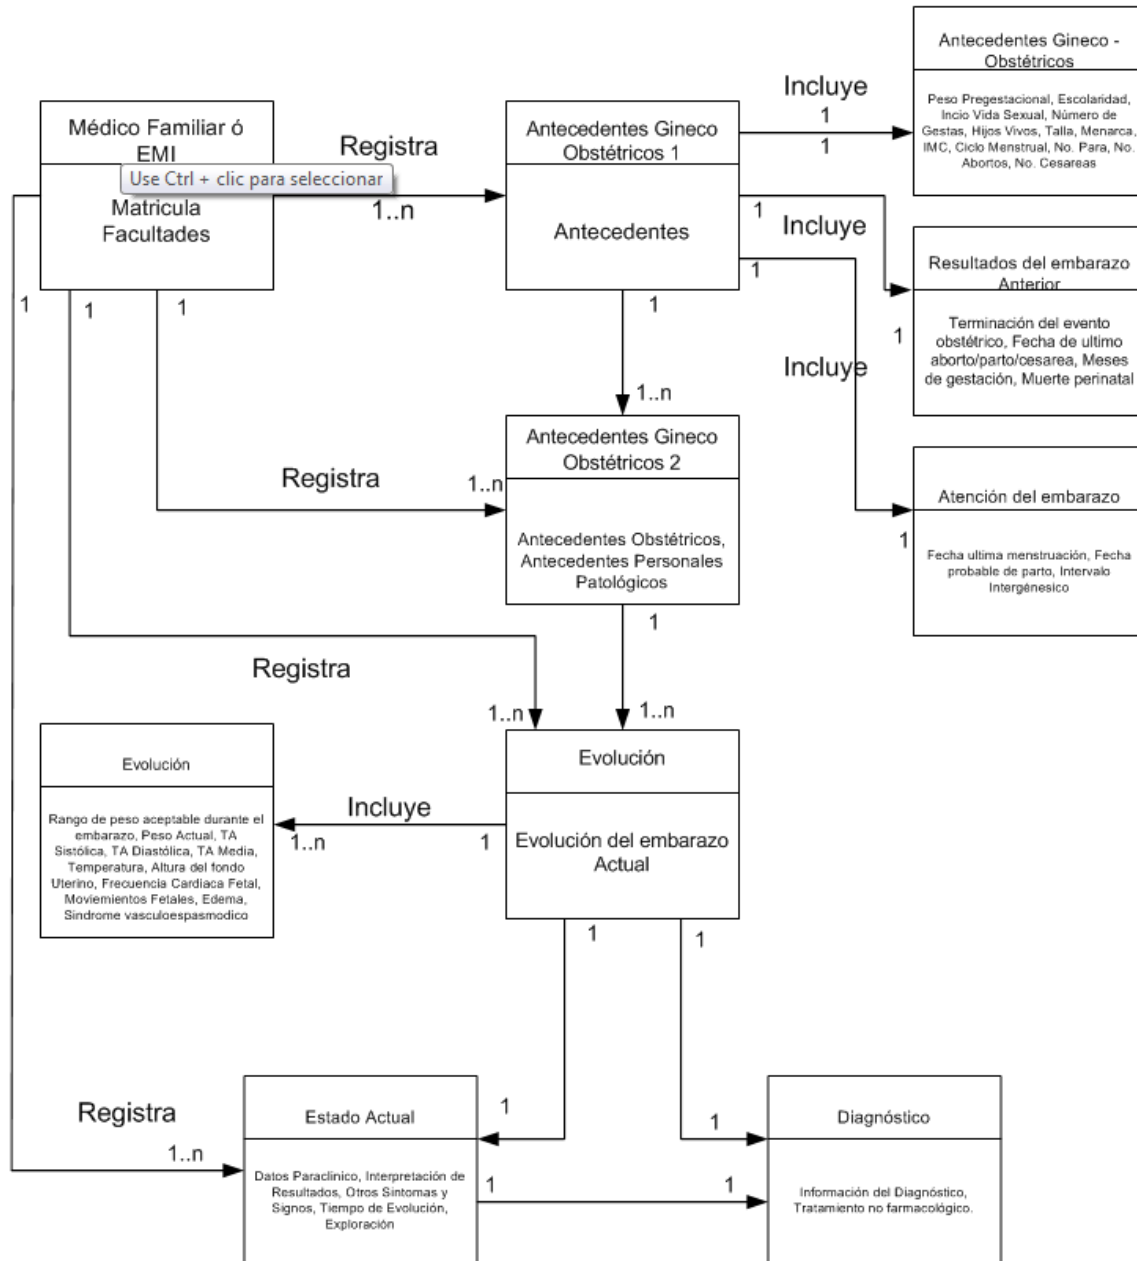 Antecedentes Gineco -
Obstétricos
Peso Pregestacional, Escolaridad,
Incio Vida Sexual, Número de
Gestas, Hijos Vivos, Talla, Menarca,
IMC, Ciclo Menstrual, No. Para, No.
Abortos, No. Cesareas
Incluye
1
1
Médico Familiar ó
EMI
Use Ctrl + clic para seleccionar
Matricula
Facultades
Registra
1..n
Antecedentes Gineco
Obstétricos 1
Antecedentes
1
Incluye
1
Resultados del embarazo
Anterior
Terminación del evento
obstétrico, Fecha de ultimo
aborto/parto/cesarea, Meses
de gestación, Muerte perinatal
1
1
1
1
1
Incluye
1..n
Antecedentes Gineco
Obstétricos 2
Antecedentes Obstétricos,
Antecedentes Personales
Patológicos
Registra
1..n
Atención del embarazo
1
Fecha ultima menstruación, Fecha
probable de parto, Intervalo
Intergénesico
1
Registra
1..n
1..n
Evolución
Evolución del embarazo
Actual
Evolución
Rango de peso aceptable durante el
embarazo, Peso Actual, TA
Sistólica, TA Diastólica, TA Media,
Temperatura, Altura del fondo
Uterino, Frecuencia Cardiaca Fetal,
Moviemientos Fetales, Edema,
Sindrome vasculoespasmodico
Incluye
1..n
1
1
1
Registra
1..n
1
1
Estado Actual
Datos Paraclínico, Interpretación de
Resultados, Otros Sintomas y
Signos, Tiempo de Evolución,
Exploración
1
1
Diagnóstico
Información del Diagnóstico,
Tratamiento no farmacológico.